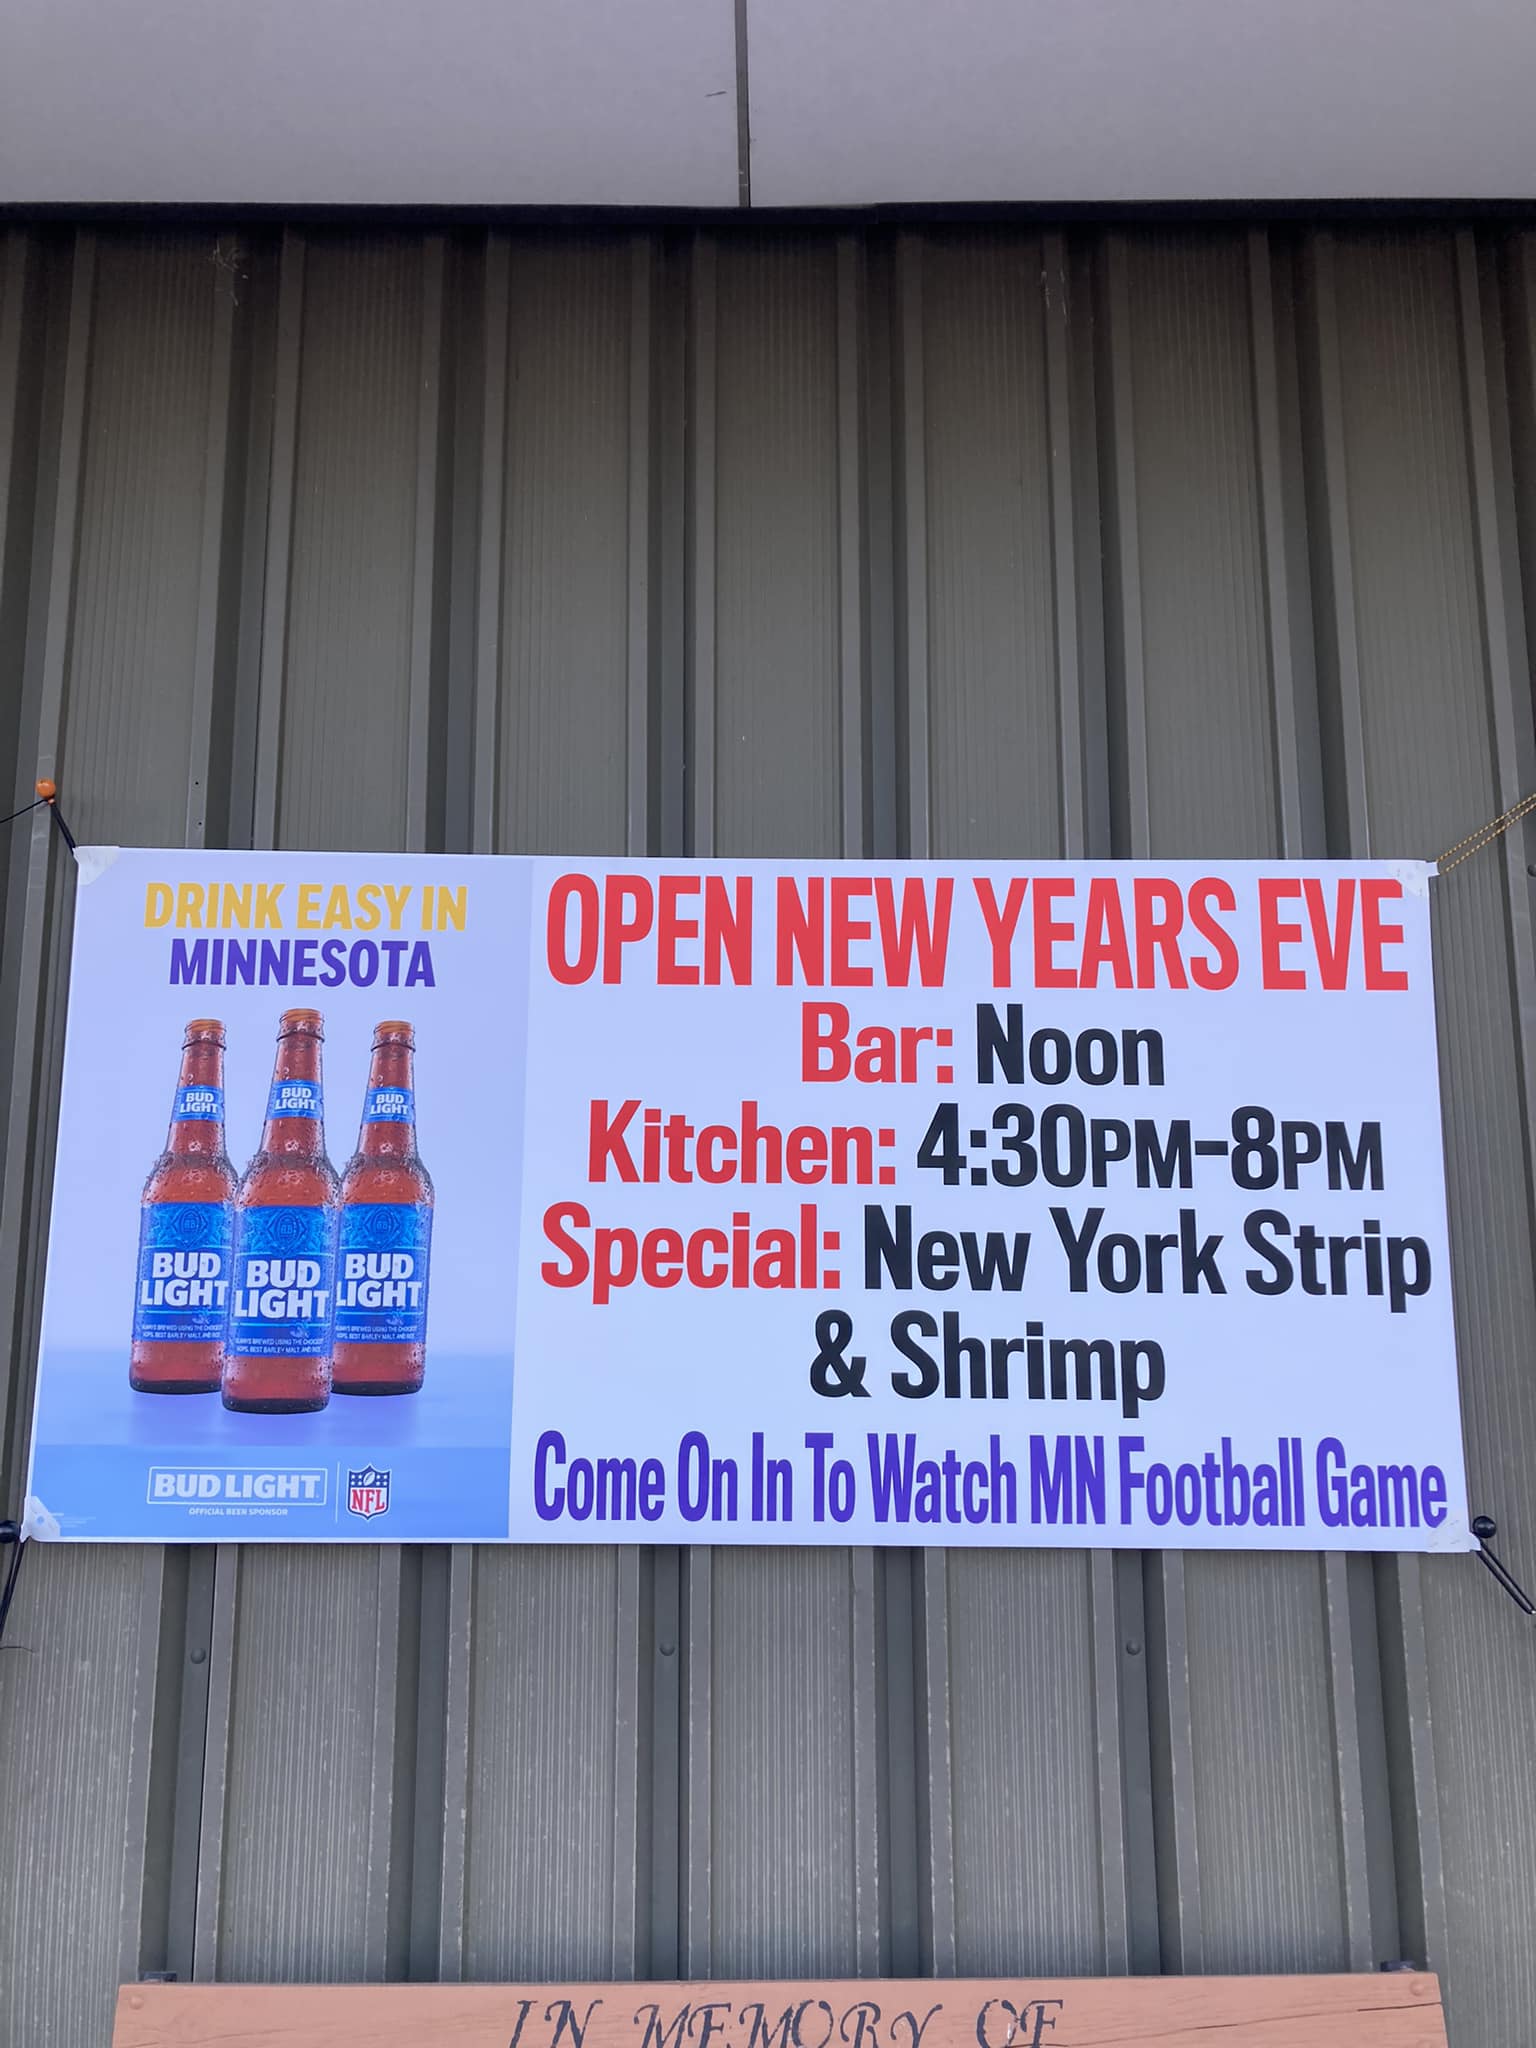 DRINK EASY IN
MINNESOTA
BUD
LIGHT
BUD
LIGHT
BUD
LIGHT
BUD
LIGHT
BUD
LIGHT
BUD
LIGHT
BUD LIGHT
OFFICIAL BEER SPONSOR
NFL
OPEN NEW YEARS EVE
Bar: Noon
Kitchen: 4:30PM-8PM
Special: New York Strip
& Shrimp
Come On In To Watch MN Football Game
IN MEMORY OF